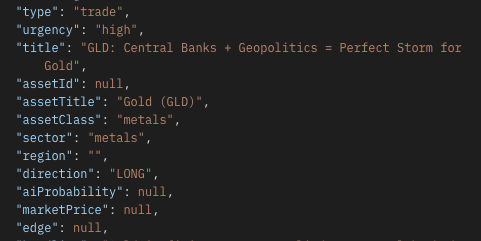 "type": "trade",
"urgency": "high",
"title": "GLD: Central Banks + Geopolitics = Perfect Storm for
Gold",
"assetId": null,
"assetTitle": "Gold (GLD)",
"assetClass": "metals",
"sector": "metals",
"region": "",
"direction": "LONG",
"aiProbability": null,
"marketPrice": null,
"edge": null,